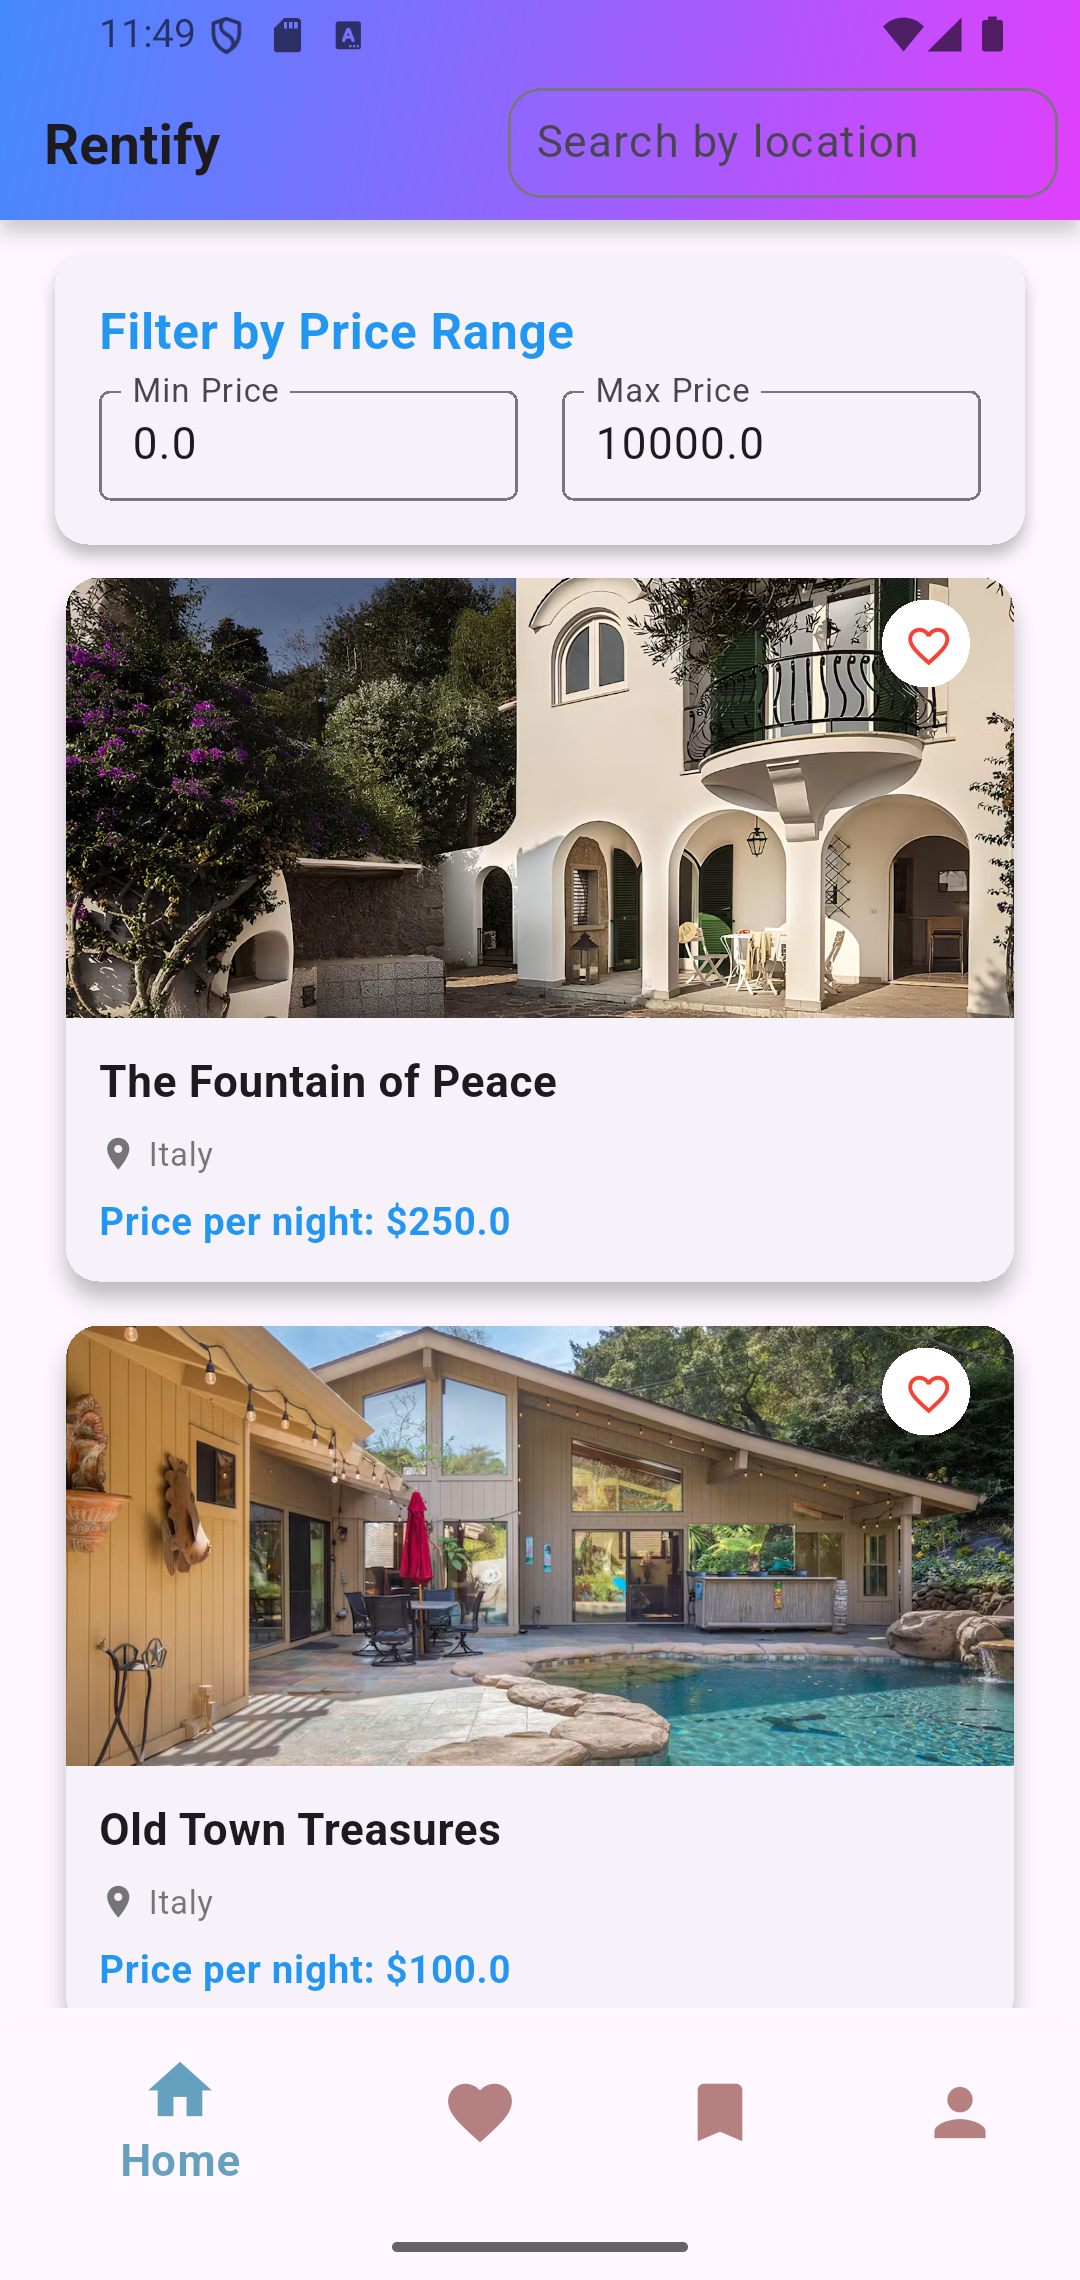 11:49
Rentify
Search by location
Filter by Price Range
Min Price
Max Price
0.0
10000.0
The Fountain of Peace
Italy
Price per night: $250.0
Old Town Treasures
Italy
Price per night: $100.0
Home